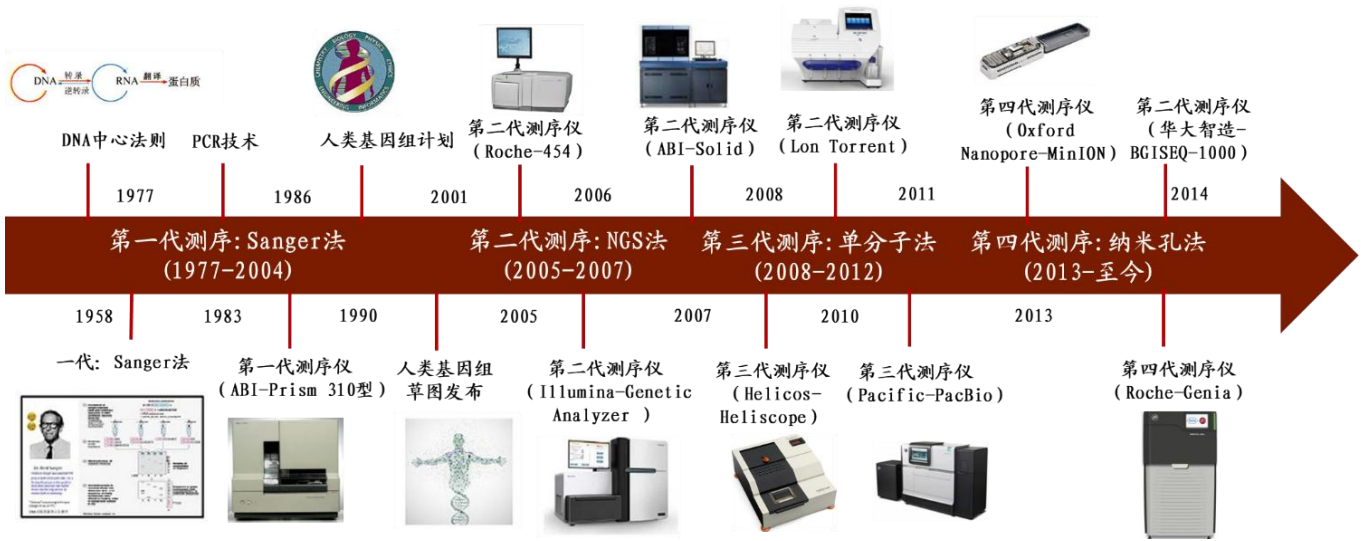 转录
DNA RNA 翻译 蛋白质
逆转录
DNA中心法则
PCR技术
人类基因组计划
第二代测序仪
(Roche-454)
第二代测序仪
(ABI-Solid)
第二代测序仪
(Lon Torrent)
第四代测序仪
(Oxford
Nanopore-MinION)
第二代测序仪
(华大智造-
BGISEQ-1000)
1977 1986 2001 2006 2008 2011 2014
第一代测序:Sanger法
(1977-2004)
第二代测序:NGS法
(2005-2007)
第三代测序:单分子法
(2008-2012)
第四代测序:纳米孔法
(2013-至今)
1958 1983 1990 2005 2007 2010 2013
一代: Sanger法
第一代测序仪
(ABI-Prism 310型)
人类基因组
草图发布
第二代测序仪
(Illumina-Genetic
Analyzer )
第三代测序仪
(Helicos-
Heliscope)
第三代测序仪
(Pacific-PacBio)
第四代测序仪
(Roche-Genia)
CHEMISTRY BIOLOGY PHYSICS ETHICS INFORMATICS ENGINEERING